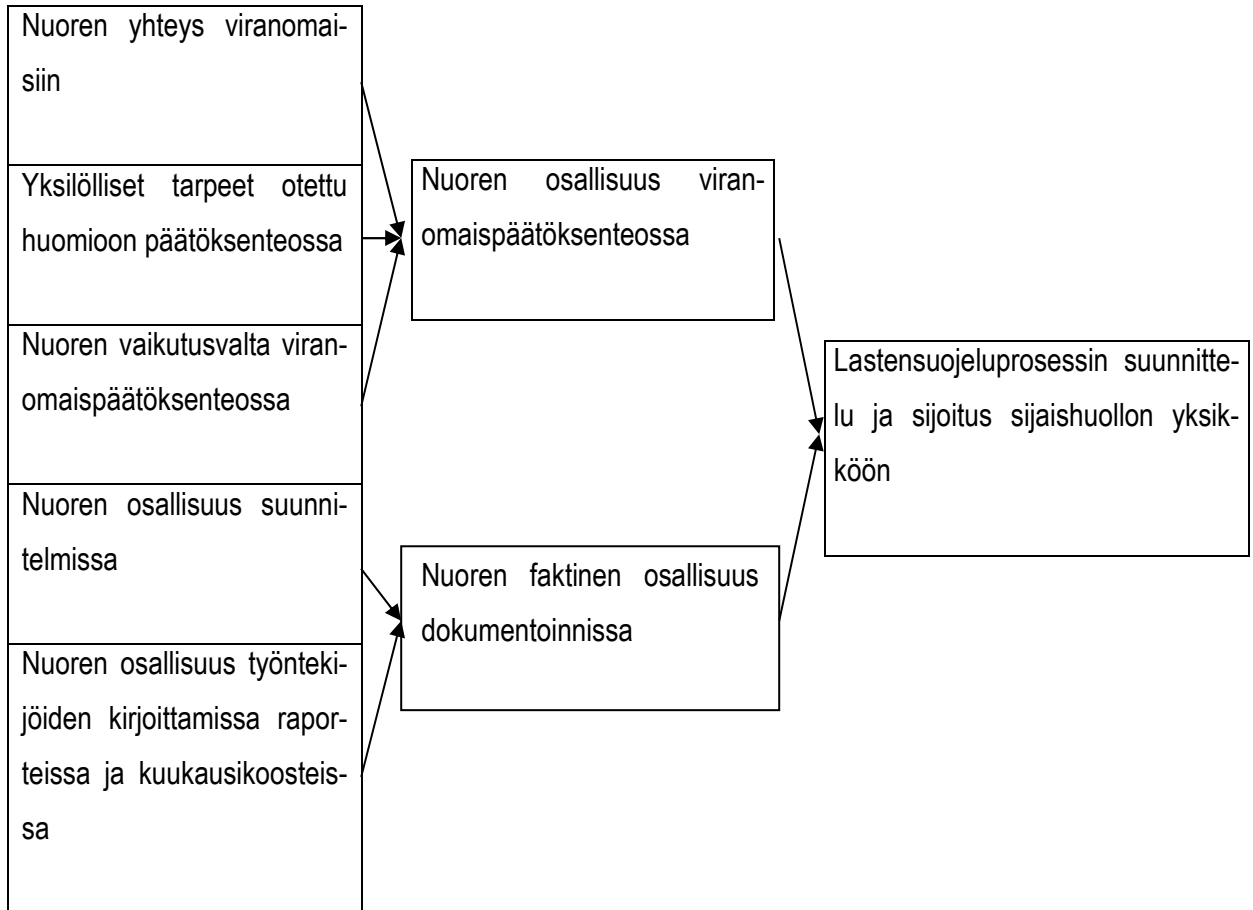 Nuoren yhteys viranomai-
siin
Yksilölliset tarpeet otettu
huomioon päätöksenteossa
Nuoren vaikutusvalta viran-
omaispäätöksenteossa
Nuoren osallisuus suunni-
telmissa
Nuoren osallisuus työnteki-
jöiden kirjoittamissa rapor-
teissa ja kuukausikoosteis-
sa
Nuoren osallisuus viran-
omaispäätöksenteossa
Nuoren faktinen osallisuus
dokumentoinnissa
Lastensuojeluprosessin suunnitte-
lu ja sijoitus sijaishuollon yksik-
köön